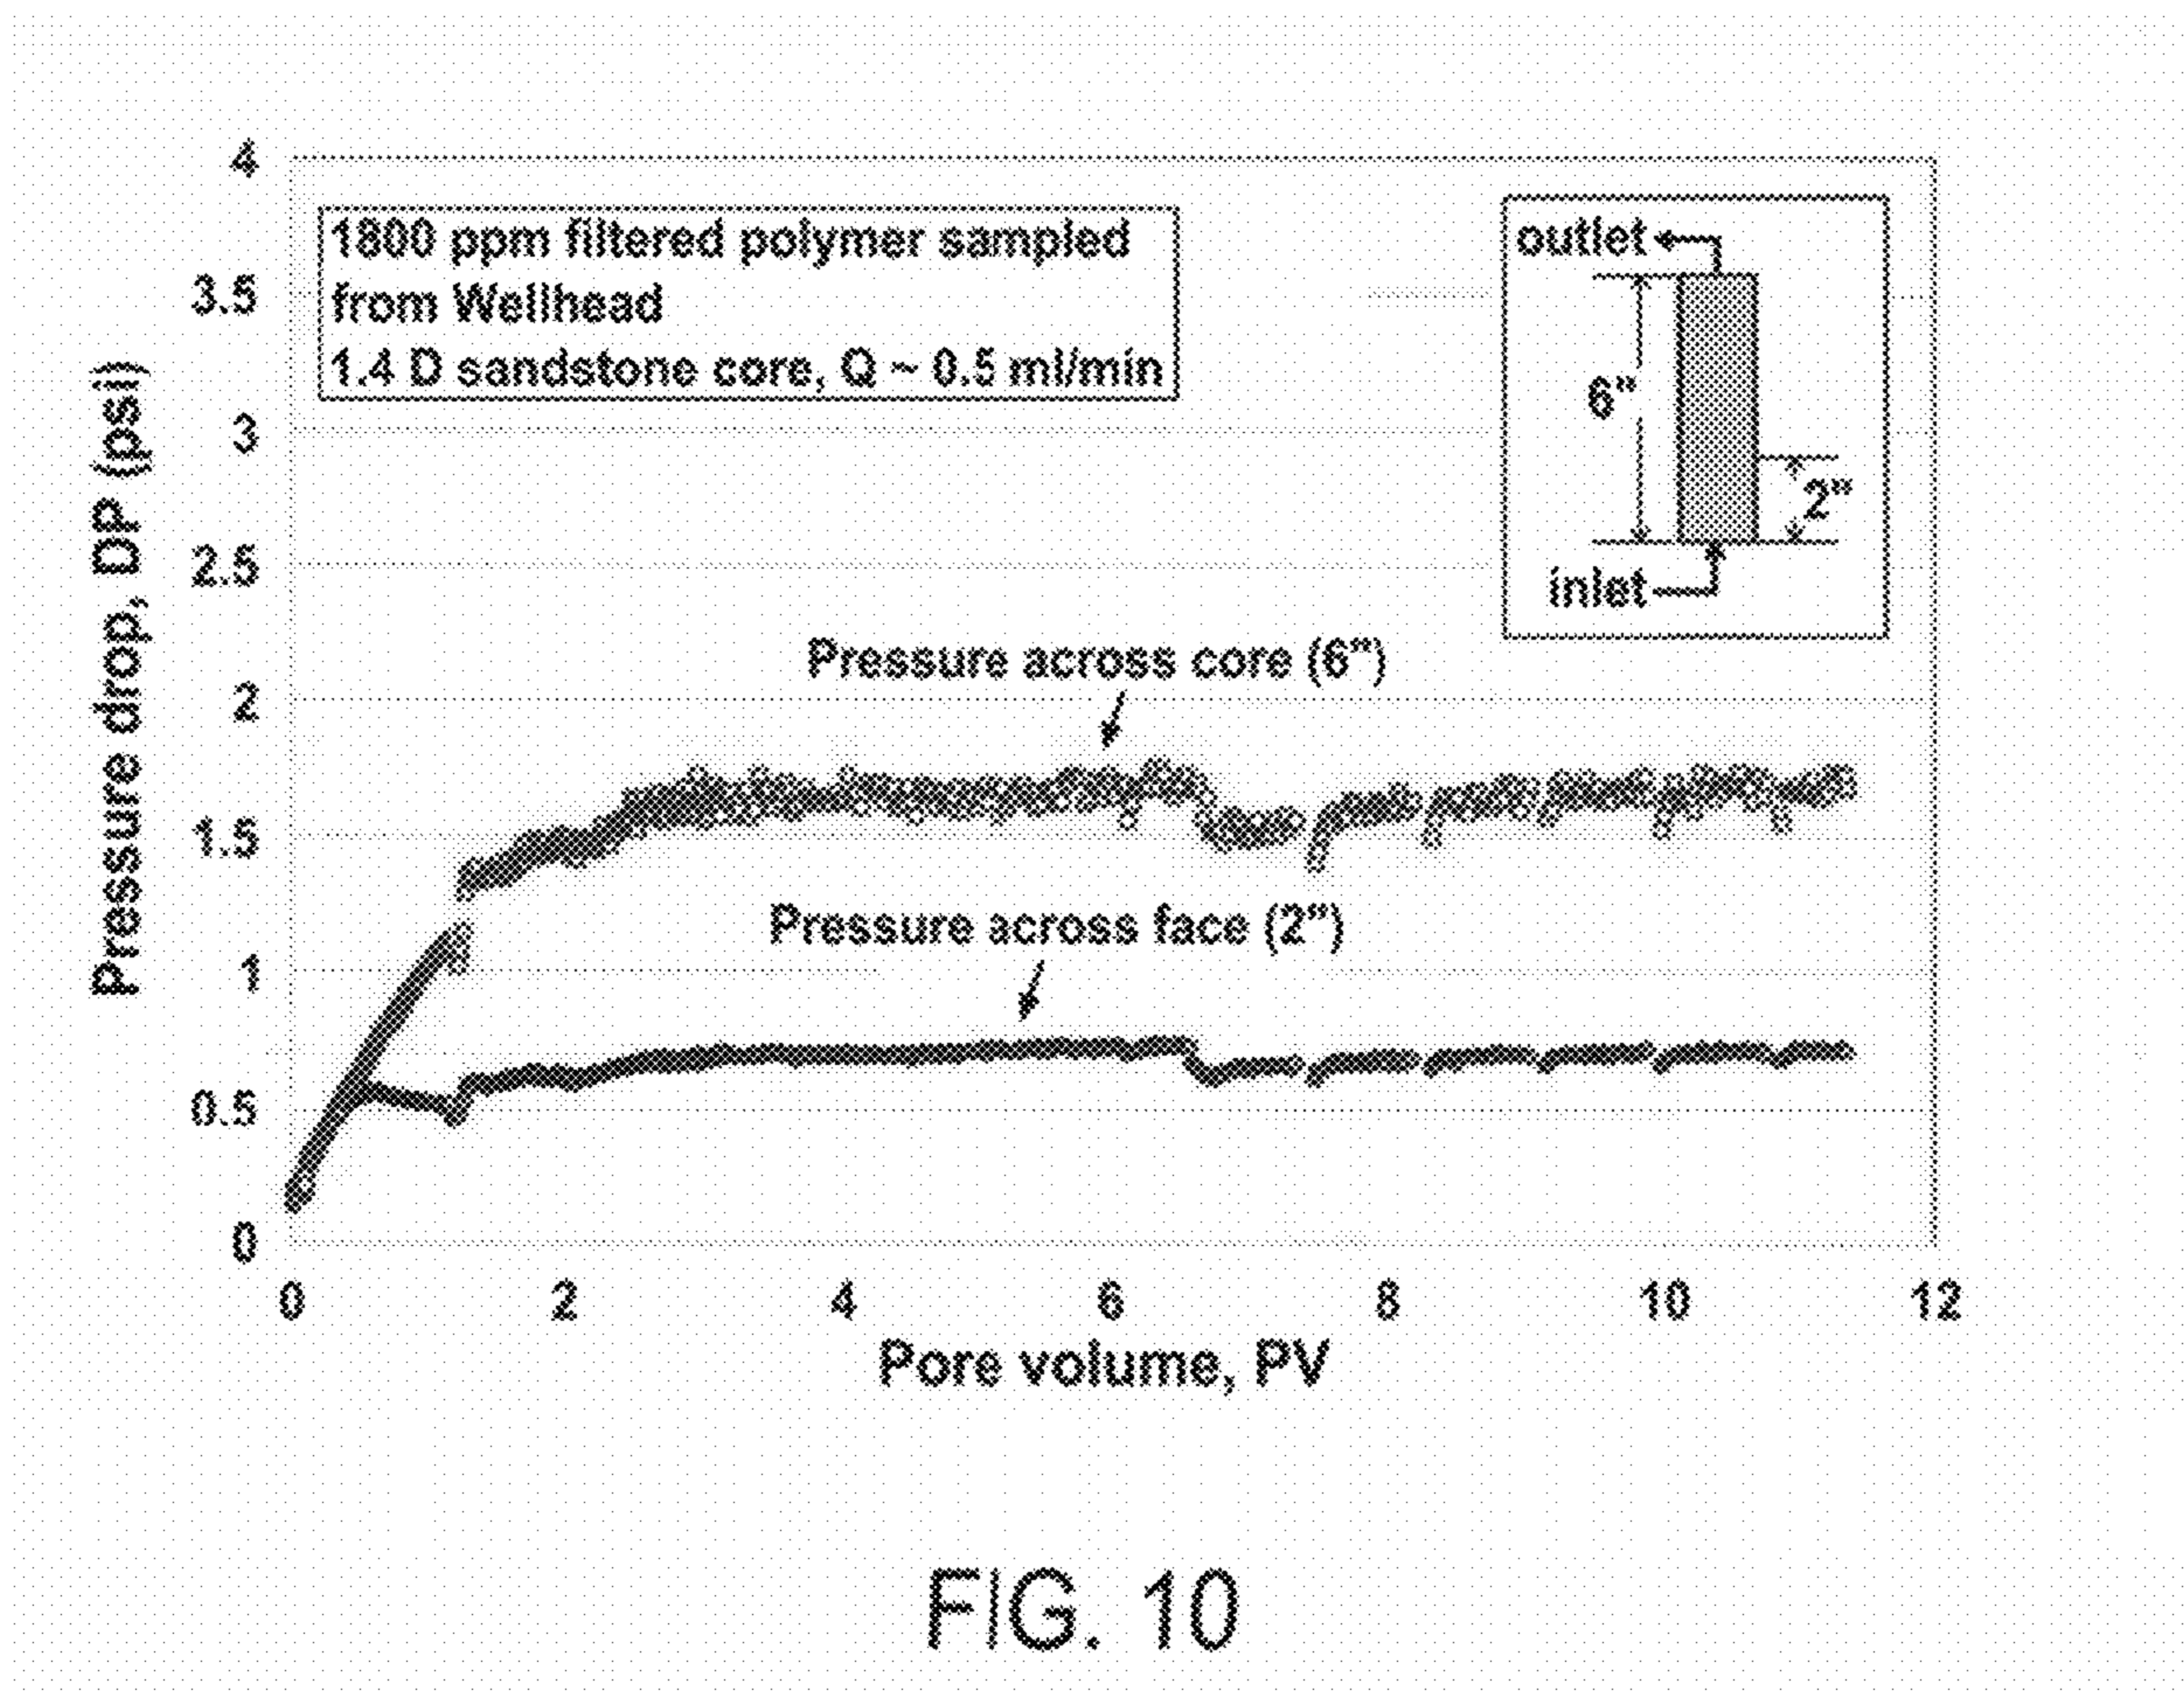 4
3.5
3
2.5
2
1.5
1
0.5
0
Pressure drop, DP (psi)
1800 ppm filtered polymer sampled
from Wellhead
1.4 D sandstone core, Q ~ 0.5 ml/min
outlet
6"
2"
inlet
Pressure across core (6")
Pressure across face (2")
0 2 4 6 8 10 12
Pore volume, PV
FIG. 10